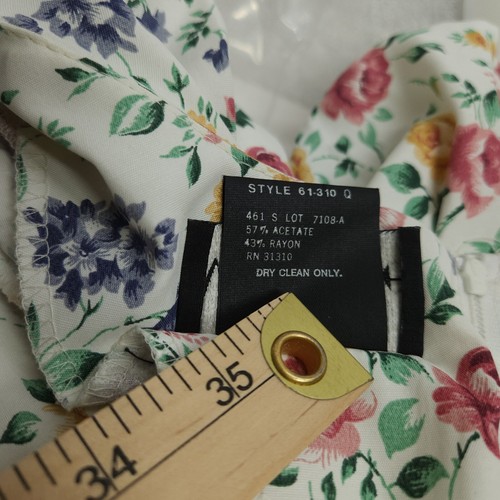 STYLE 61-310 Q
461 S LOT 7108-A
57% ACETATE
43% RAYON
RN 31310
DRY CLEAN ONLY.
35
34